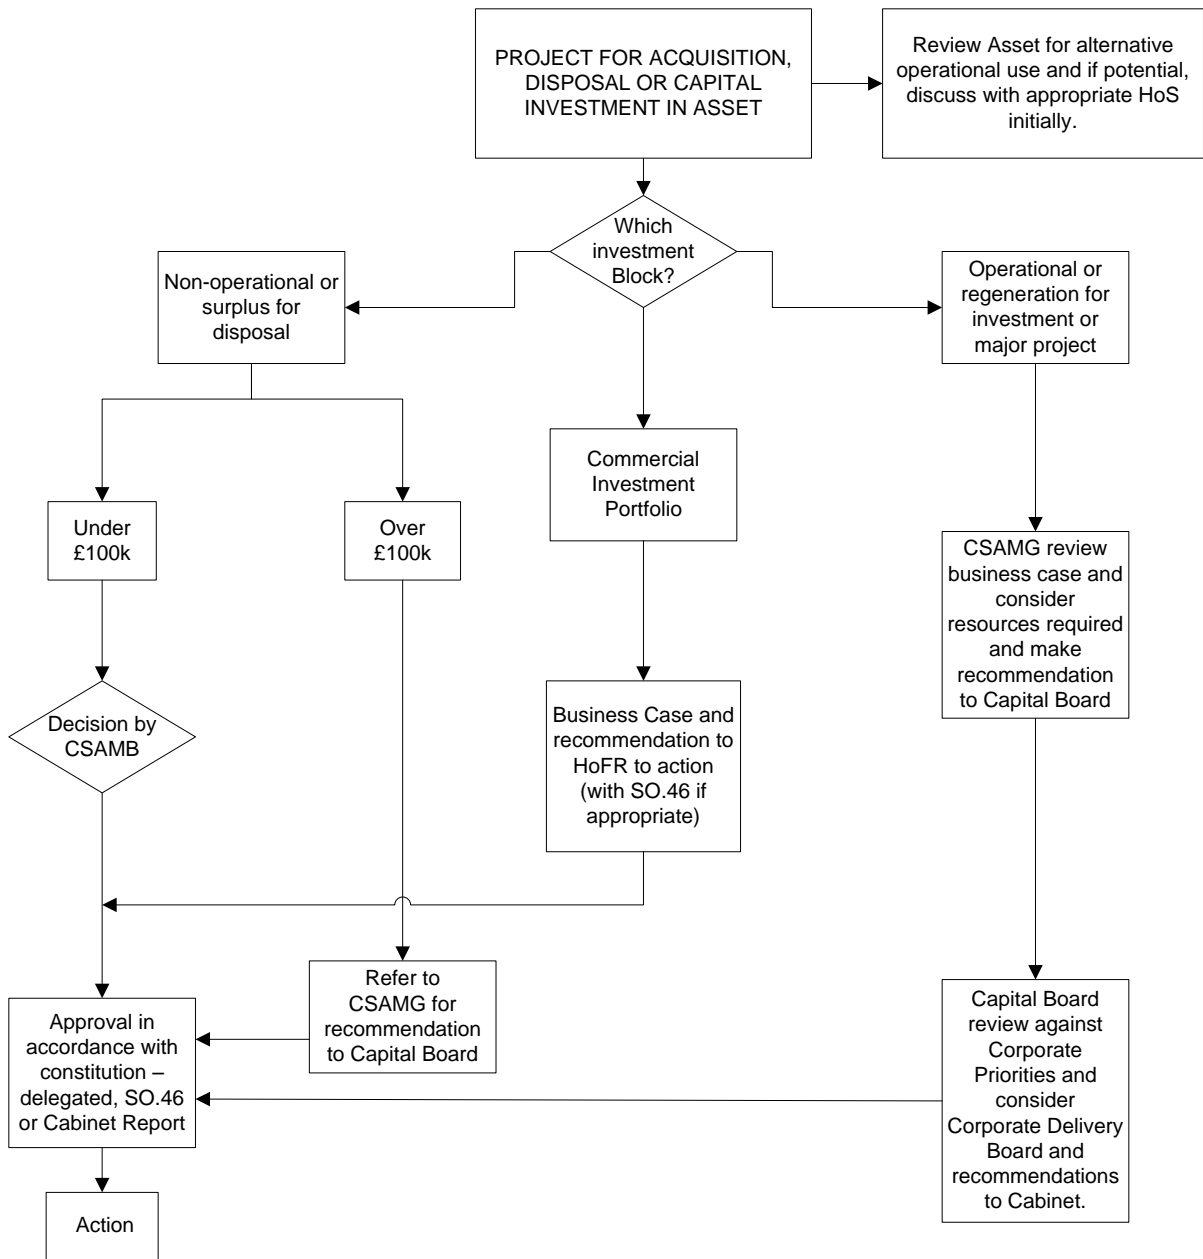 PROJECT FOR ACQUISITION,
DISPOSAL OR CAPITAL
INVESTMENT IN ASSET
Review Asset for alternative
operational use and if potential,
discuss with appropriate HoS
initially.
Which
investment
Block?
Non-operational or
surplus for
disposal
Operational or
regeneration for
investment or
major project
Under
£100k
Over
£100k
Commercial
Investment
Portfolio
CSAMG review
business case and
consider
resources required
and make
recommendation
to Capital Board
Decision by
CSAMB
Business Case and
recommendation to
HoFR to action
(with SO.46 if
appropriate)
Refer to
CSAMG for
recommendation
to Capital Board
Approval in
accordance with
constitution –
delegated, SO.46
or Cabinet Report
Capital Board
review against
Corporate
Priorities and
consider
Corporate Delivery
Board and
recommendations
to Cabinet.
Action